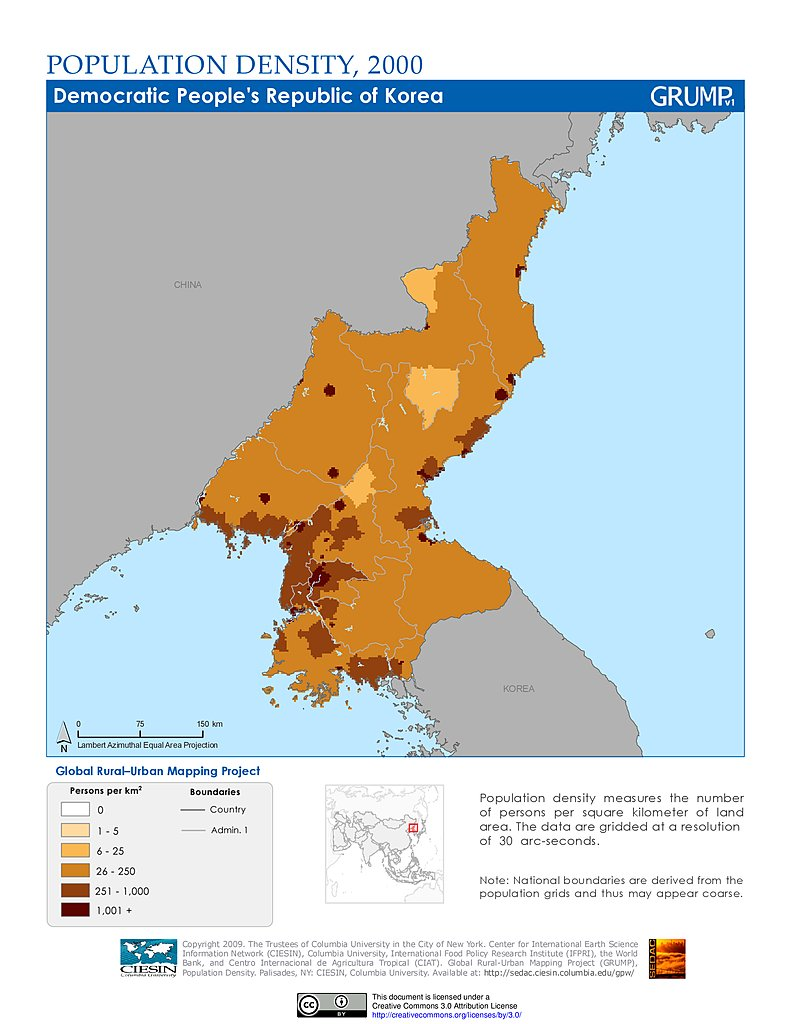 POPULATION DENSITY, 2000
Democratic People's Republic of Korea
GRUMPv1
CHINA
KOREA
0 75 150 km
N
Lambert Azimuthal Equal Area Projection
Global Rural–Urban Mapping Project
Persons per km²
0
1 - 5
6 - 25
26 - 250
251 - 1,000
1,001 +
Boundaries
Country
Admin. 1
Population density measures the number
of persons per square kilometer of land
area. The data are gridded at a resolution
of 30 arc-seconds.
Note: National boundaries are derived from the
population grids and thus may appear coarse.
CIESIN
Columbia University
Copyright 2009. The Trustees of Columbia University in the City of New York. Center for International Earth Science
Information Network (CIESIN), Columbia University, International Food Policy Research Institute (IFPRI), the World
Bank, and Centro Internacional de Agricultura Tropical (CIAT). Global Rural-Urban Mapping Project (GRUMP),
Population Density. Palisades, NY: CIESIN, Columbia University. Available at: http://sedac.ciesin.columbia.edu/gpw/
SEDAC
cc
BY
This document is licensed under a
Creative Commons 3.0 Attribution License
http://creativecommons.org/licenses/by/3.0/